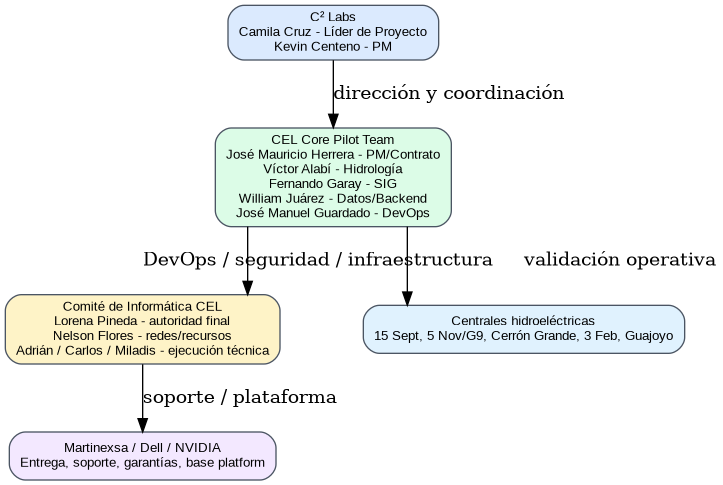 C² Labs
Camila Cruz - Líder de Proyecto
Kevin Centeno - PM
dirección y coordinación
CEL Core Pilot Team
José Mauricio Herrera - PM/Contrato
Víctor Alabí - Hidrología
Fernando Garay - SIG
William Juárez - Datos/Backend
José Manuel Guardado - DevOps
DevOps / seguridad / infraestructura
validación operativa
Comité de Informática CEL
Lorena Pineda - autoridad final
Nelson Flores - redes/recursos
Adrián / Carlos / Miladis - ejecución técnica
Centrales hidroeléctricas
15 Sept, 5 Nov/G9, Cerrón Grande, 3 Feb, Guajoyo
soporte / plataforma
Martinexsa / Dell / NVIDIA
Entrega, soporte, garantías, base platform